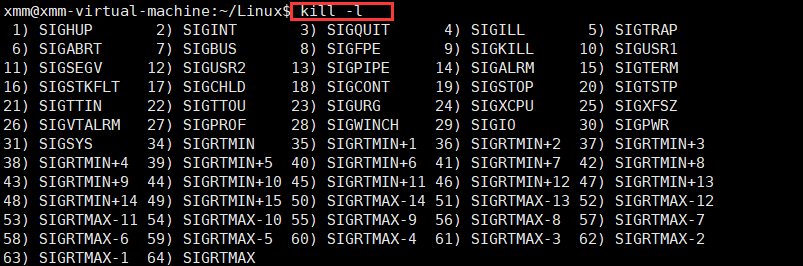 xmm@xmm-virtual-machine:~/Linux$ kill -l
 1) SIGHUP       2) SIGINT       3) SIGQUIT      4) SIGILL       5) SIGTRAP
 6) SIGABRT      7) SIGBUS       8) SIGFPE       9) SIGKILL     10) SIGUSR1
11) SIGSEGV     12) SIGUSR2     13) SIGPIPE     14) SIGALRM     15) SIGTERM
16) SIGSTKFLT   17) SIGCHLD     18) SIGCONT     19) SIGSTOP     20) SIGTSTP
21) SIGTTIN     22) SIGTTOU     23) SIGURG      24) SIGXCPU     25) SIGXFSZ
26) SIGVTALRM   27) SIGPROF     28) SIGWINCH    29) SIGIO       30) SIGPWR
31) SIGSYS      34) SIGRTMIN    35) SIGRTMIN+1  36) SIGRTMIN+2  37) SIGRTMIN+3
38) SIGRTMIN+4  39) SIGRTMIN+5  40) SIGRTMIN+6  41) SIGRTMIN+7  42) SIGRTMIN+8
43) SIGRTMIN+9  44) SIGRTMIN+10 45) SIGRTMIN+11 46) SIGRTMIN+12 47) SIGRTMIN+13
48) SIGRTMIN+14 49) SIGRTMIN+15 50) SIGRTMAX-14 51) SIGRTMAX-13 52) SIGRTMAX-12
53) SIGRTMAX-11 54) SIGRTMAX-10 55) SIGRTMAX-9  56) SIGRTMAX-8  57) SIGRTMAX-7
58) SIGRTMAX-6  59) SIGRTMAX-5  60) SIGRTMAX-4  61) SIGRTMAX-3  62) SIGRTMAX-2
63) SIGRTMAX-1  64) SIGRTMAX